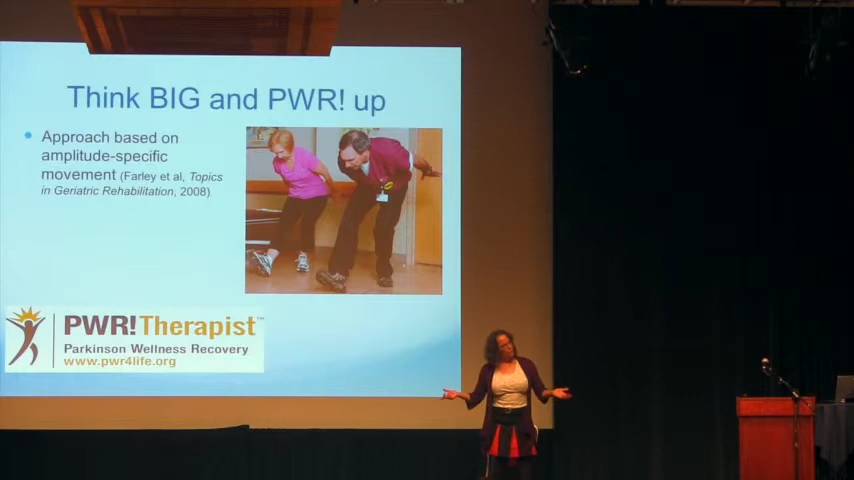 Think BIG and PWR! up
Approach based on
amplitude-specific
movement (Farley et al, Topics
in Geriatric Rehabilitation, 2008)
PWR!Therapist™
Parkinson Wellness Recovery
www.pwr4life.org